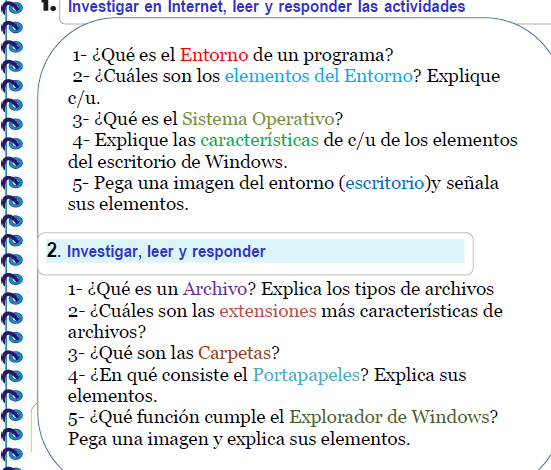 1. Investigar en Internet, leer y responder las actividades
1- ¿Qué es el Entorno de un programa?
2- ¿Cuáles son los elementos del Entorno? Explique
c/u.
3- ¿Qué es el Sistema Operativo?
4- Explique las características de c/u de los elementos
del escritorio de Windows.
5- Pega una imagen del entorno (escritorio)y señala
sus elementos.
2. Investigar, leer y responder
1- ¿Qué es un Archivo? Explica los tipos de archivos
2- ¿Cuáles son las extensiones más características de
archivos?
3- ¿Qué son las Carpetas?
4- ¿En qué consiste el Portapapeles? Explica sus
elementos.
5- ¿Qué función cumple el Explorador de Windows?
Pega una imagen y explica sus elementos.